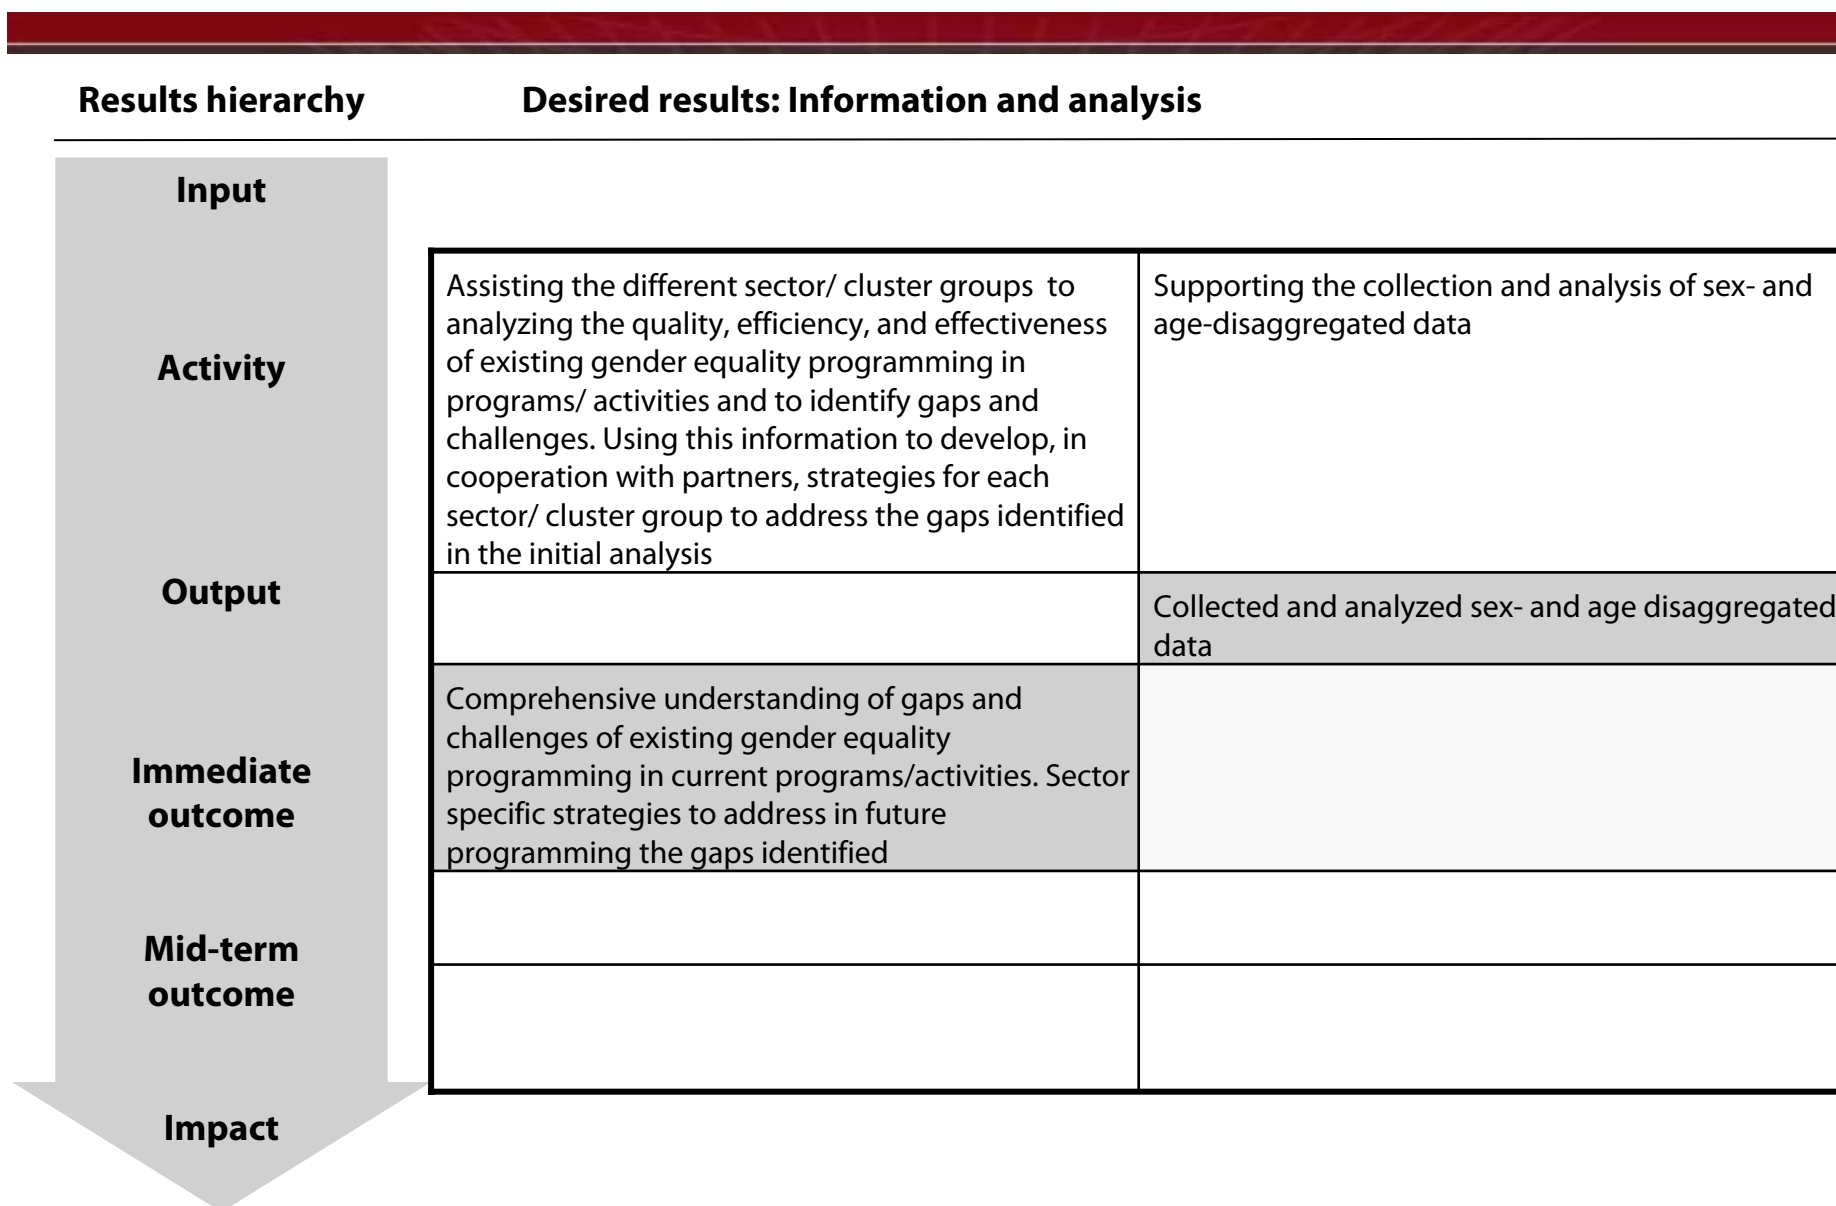 Results hierarchy
Desired results: Information and analysis
Input
Activity
Output
Immediate
outcome
Mid-term
outcome
Impact
Assisting the different sector/ cluster groups  to
analyzing the quality, efficiency, and effectiveness
of existing gender equality programming in
programs/ activities and to identify gaps and
challenges. Using this information to develop, in
cooperation with partners, strategies for each
sector/ cluster group to address the gaps identified
in the initial analysis
Supporting the collection and analysis of sex- and
age-disaggregated data
Collected and analyzed sex- and age disaggregated
data
Comprehensive understanding of gaps and
challenges of existing gender equality
programming in current programs/activities. Sector
specific strategies to address in future
programming the gaps identified